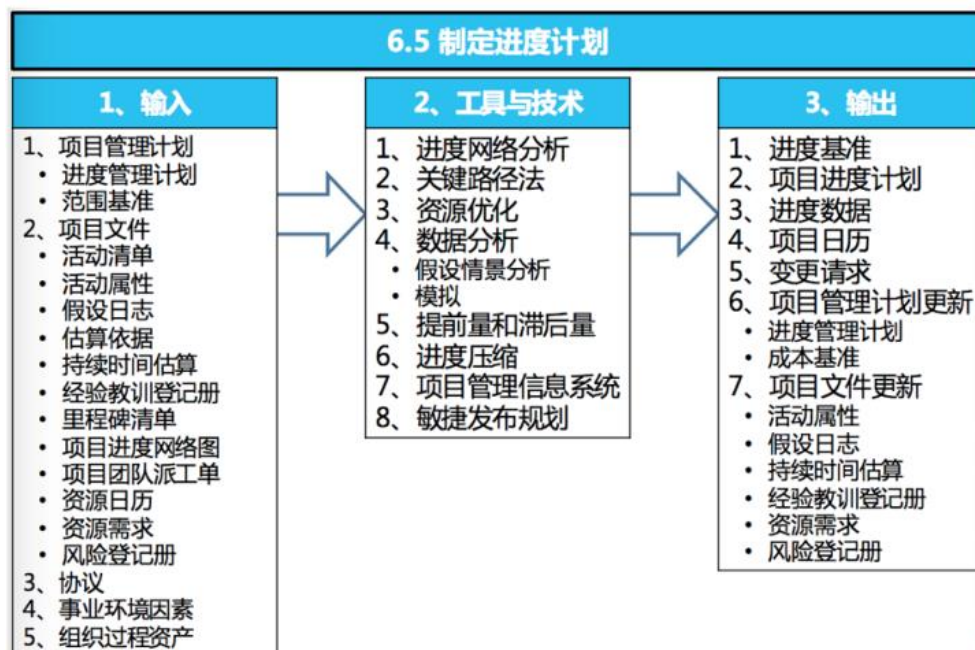 6.5 制定进度计划
1、输入
1、项目管理计划
• 进度管理计划
• 范围基准
2、项目文件
• 活动清单
• 活动属性
• 假设日志
• 估算依据
• 持续时间估算
• 经验教训登记册
• 里程碑清单
• 项目进度网络图
• 项目团队派工单
• 资源日历
• 资源需求
• 风险登记册
3、协议
4、事业环境因素
5、组织过程资产
2、工具与技术
1、进度网络分析
2、关键路径法
3、资源优化
4、数据分析
• 假设情景分析
• 模拟
5、提前量和滞后量
6、进度压缩
7、项目管理信息系统
8、敏捷发布规划
3、输出
1、进度基准
2、项目进度计划
3、进度数据
4、项目日历
5、变更请求
6、项目管理计划更新
• 进度管理计划
• 成本基准
7、项目文件更新
• 活动属性
• 假设日志
• 持续时间估算
• 经验教训登记册
• 资源需求
• 风险登记册